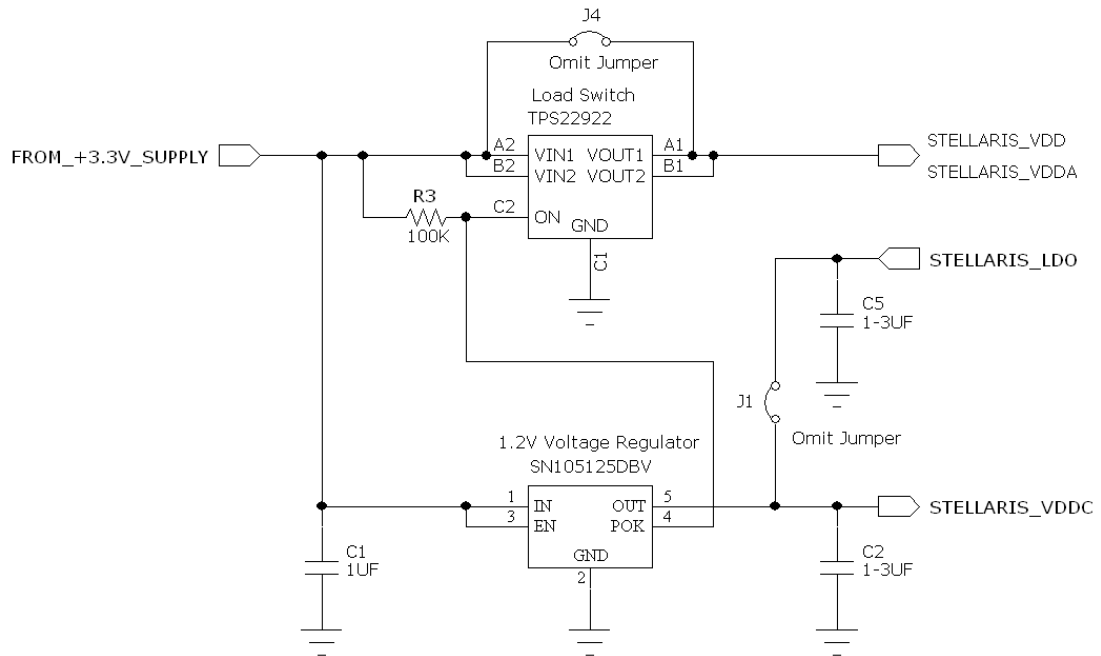 J4
Omit Jumper
Load Switch
TPS22922
FROM_+3.3V_SUPPLY
A2 VIN1 VOUT1 A1
B2 VIN2 VOUT2 B1
STELLARIS_VDD
STELLARIS_VDDA
R3
100K
C2 ON
GND
C1
STELLARIS_LDO
C5
1-3UF
J1
Omit Jumper
1.2V Voltage Regulator
SN105125DBV
1 IN OUT 5
3 EN POK 4
GND
2
STELLARIS_VDDC
C1
1UF
C2
1-3UF